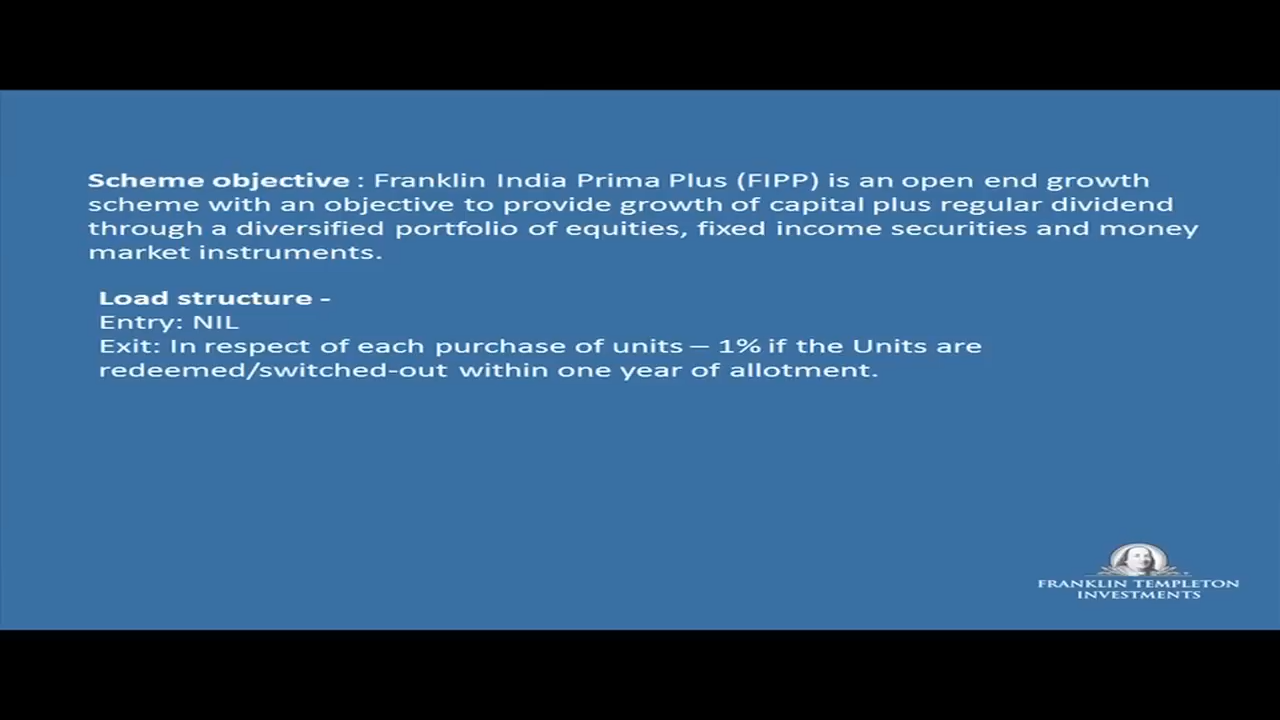 Scheme objective : Franklin India Prima Plus (FIPP) is an open end growth
scheme with an objective to provide growth of capital plus regular dividend
through a diversified portfolio of equities, fixed income securities and money
market instruments.
Load structure -
Entry: NIL
Exit: In respect of each purchase of units – 1% if the Units are
redeemed/switched-out within one year of allotment.
FRANKLIN TEMPLETON
INVESTMENTS